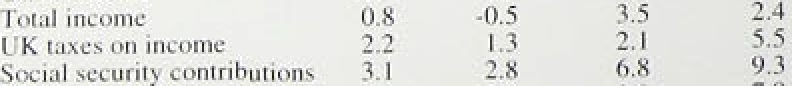 Total income 0.8 -0.5 3.5 2.4
UK taxes on income 2.2 1.3 2.1 5.5
Social security contributions 3.1 2.8 6.8 9.3